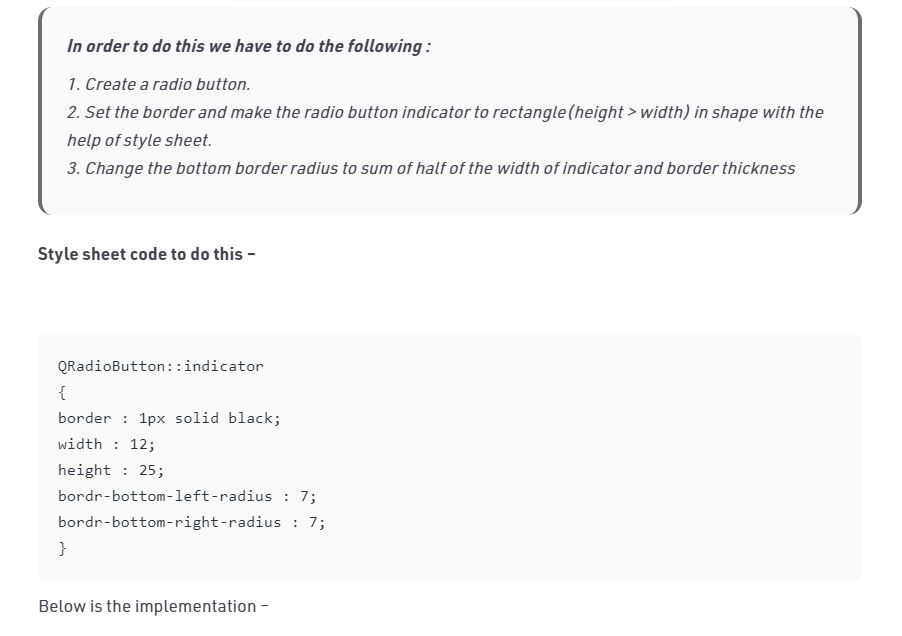 In order to do this we have to do the following :
1. Create a radio button.
2. Set the border and make the radio button indicator to rectangle(height > width) in shape with the
help of style sheet.
3. Change the bottom border radius to sum of half of the width of indicator and border thickness
Style sheet code to do this –
QRadioButton::indicator
{
border : 1px solid black;
width : 12;
height : 25;
bordr-bottom-left-radius : 7;
bordr-bottom-right-radius : 7;
}
Below is the implementation –